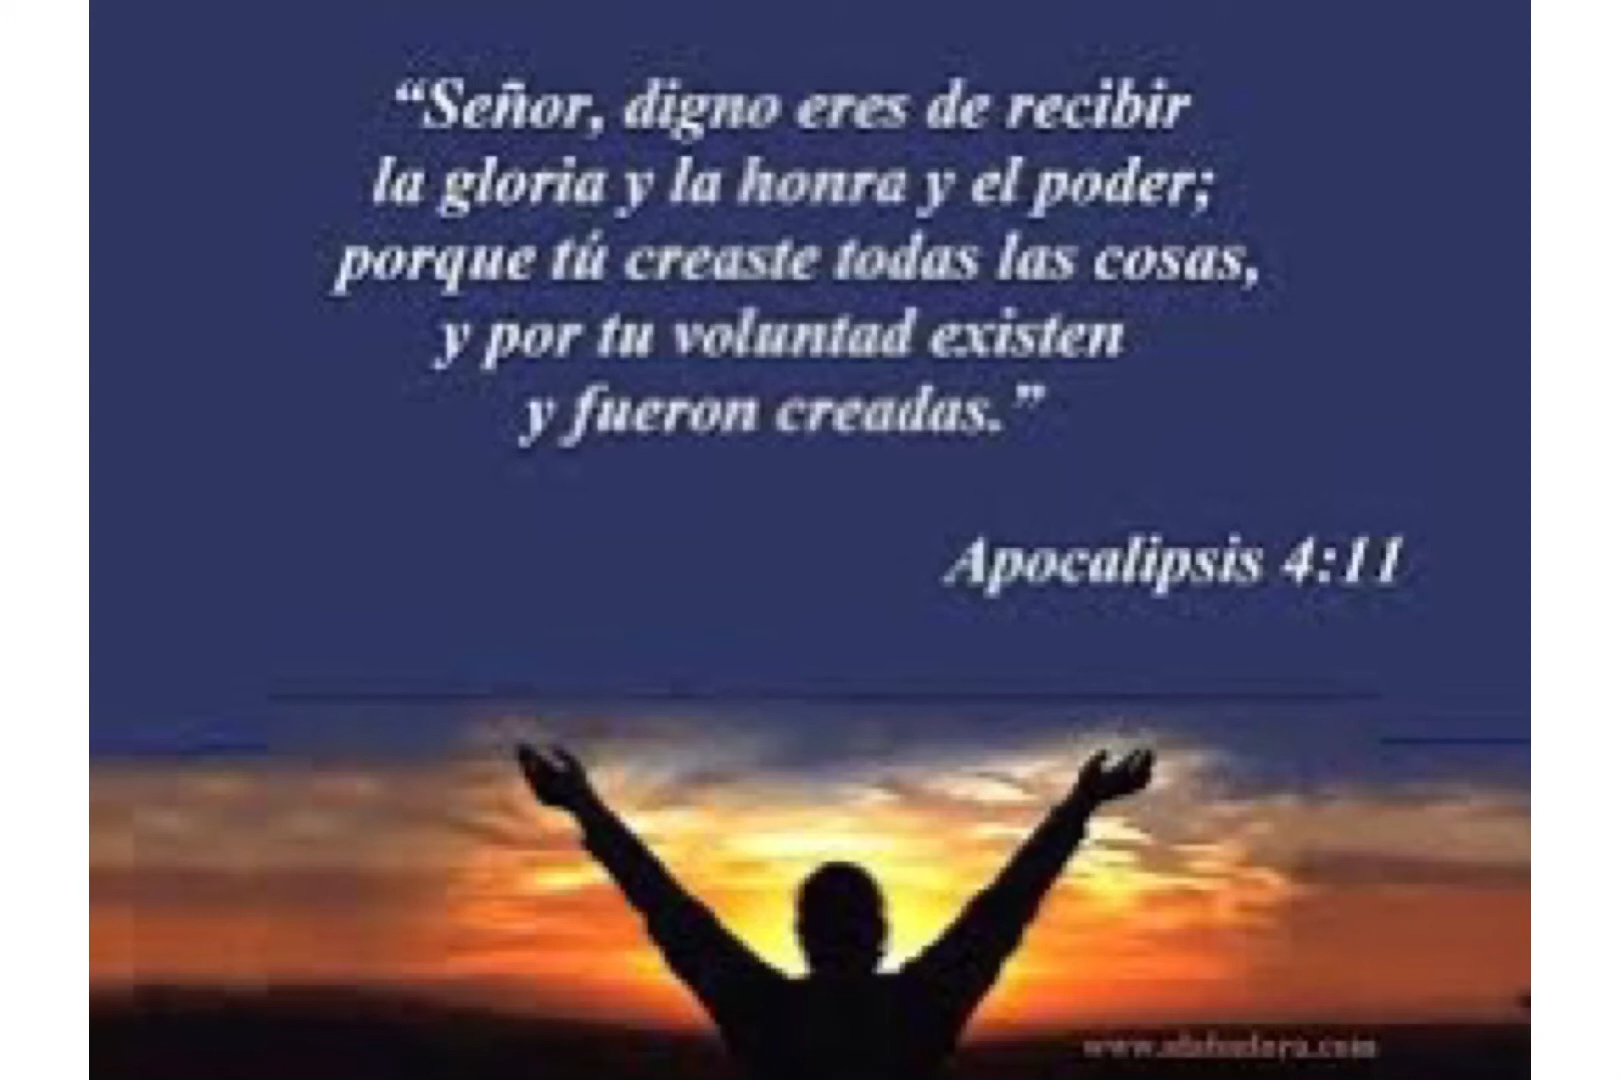 “Señor, digno eres de recibir
la gloria y la honra y el poder;
porque tú creaste todas las cosas,
y por tu voluntad existen
y fueron creadas.”
Apocalipsis 4:11